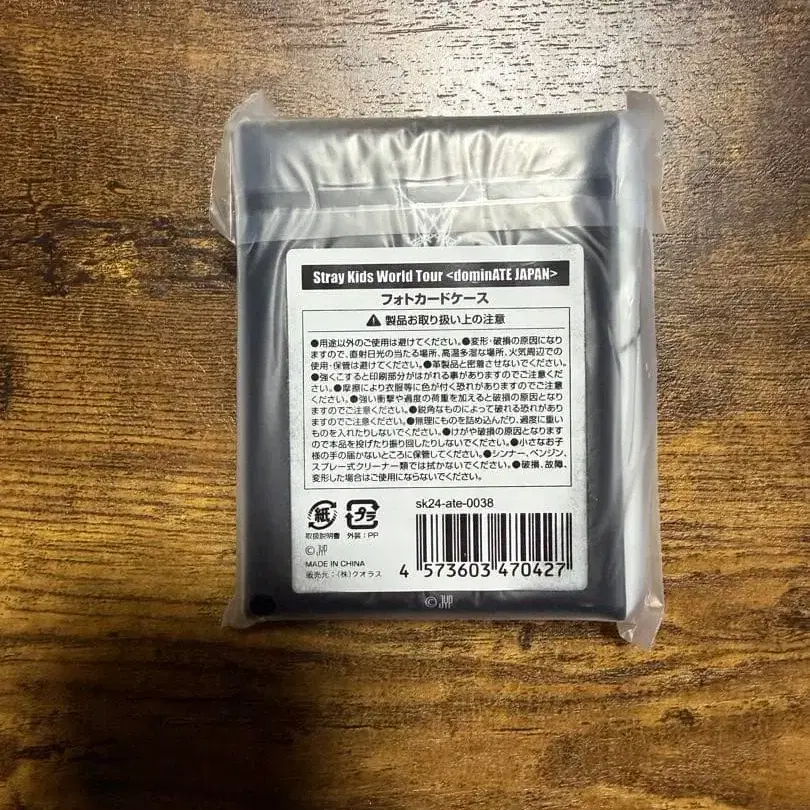 Stray Kids World Tour <dominATE JAPAN>
フォトカードケース
⚠ 製品お取り扱い上の注意
●用途以外のご使用は避けてください。●変形・破損の原因になり
ますので、直射日光の当たる場所、高温多湿な場所、火気周辺での
使用・保管は避けてください。●革製品と密着させないでください。
●強くこすると印刷部分がはがれる事がありますのでご注意くだ
さい。●摩擦により衣服等に色が付く恐れがありますのでご注意
ください。●強い衝撃や過度の荷重を加えると破損の原因となり
ますのでご注意ください。●鋭角なものによって破れる恐れがあり
ますのでご注意ください。●無理にものを詰め込んだり、過度に重い
ものを入れたりしないでください。●けがや破損の原因となります
ので本品を投げたり振り回したりしないでください。●小さなお子
様の手の届かないところに保管してください。●シンナー、ベンジン、
スプレー式クリーナー類では拭かないでください。●破損、故障、
変形した場合はご使用にならないでください。
紙 プラ
取扱説明書 外装：PP
© JYP
MADE IN CHINA
販売元：(株)クオラス
sk24-ate-0038
4 573603 470427
© JYP